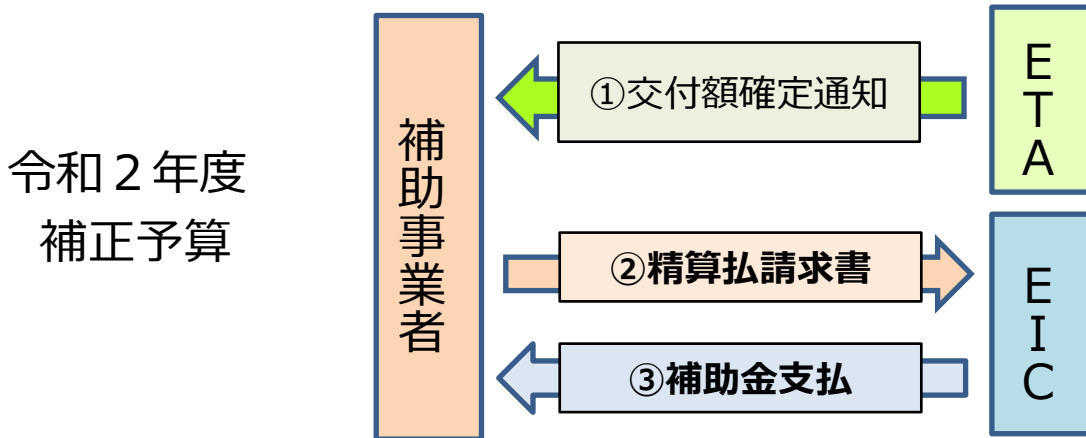 令和２年度
補正予算
補助事業者
①交付額確定通知
ＥＴＡ
②精算払請求書
③補助金支払
ＥＩＣ